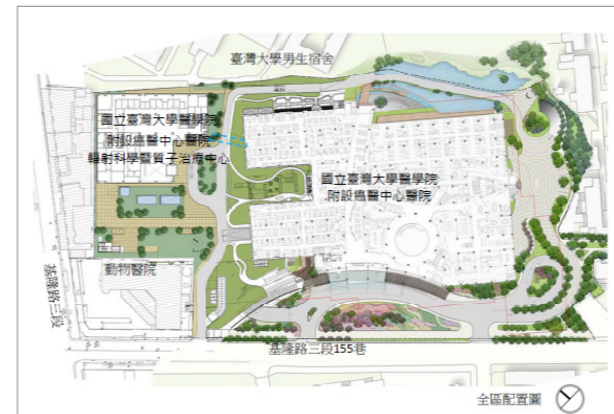 臺灣大學男生宿舍
國立臺灣大學醫學院
附設癌醫中心醫院
輻射科學暨質子治療中心
國立臺灣大學醫學院
附設癌醫中心醫院
動物醫院
基隆路三段
基隆路三段155巷
全區配置圖